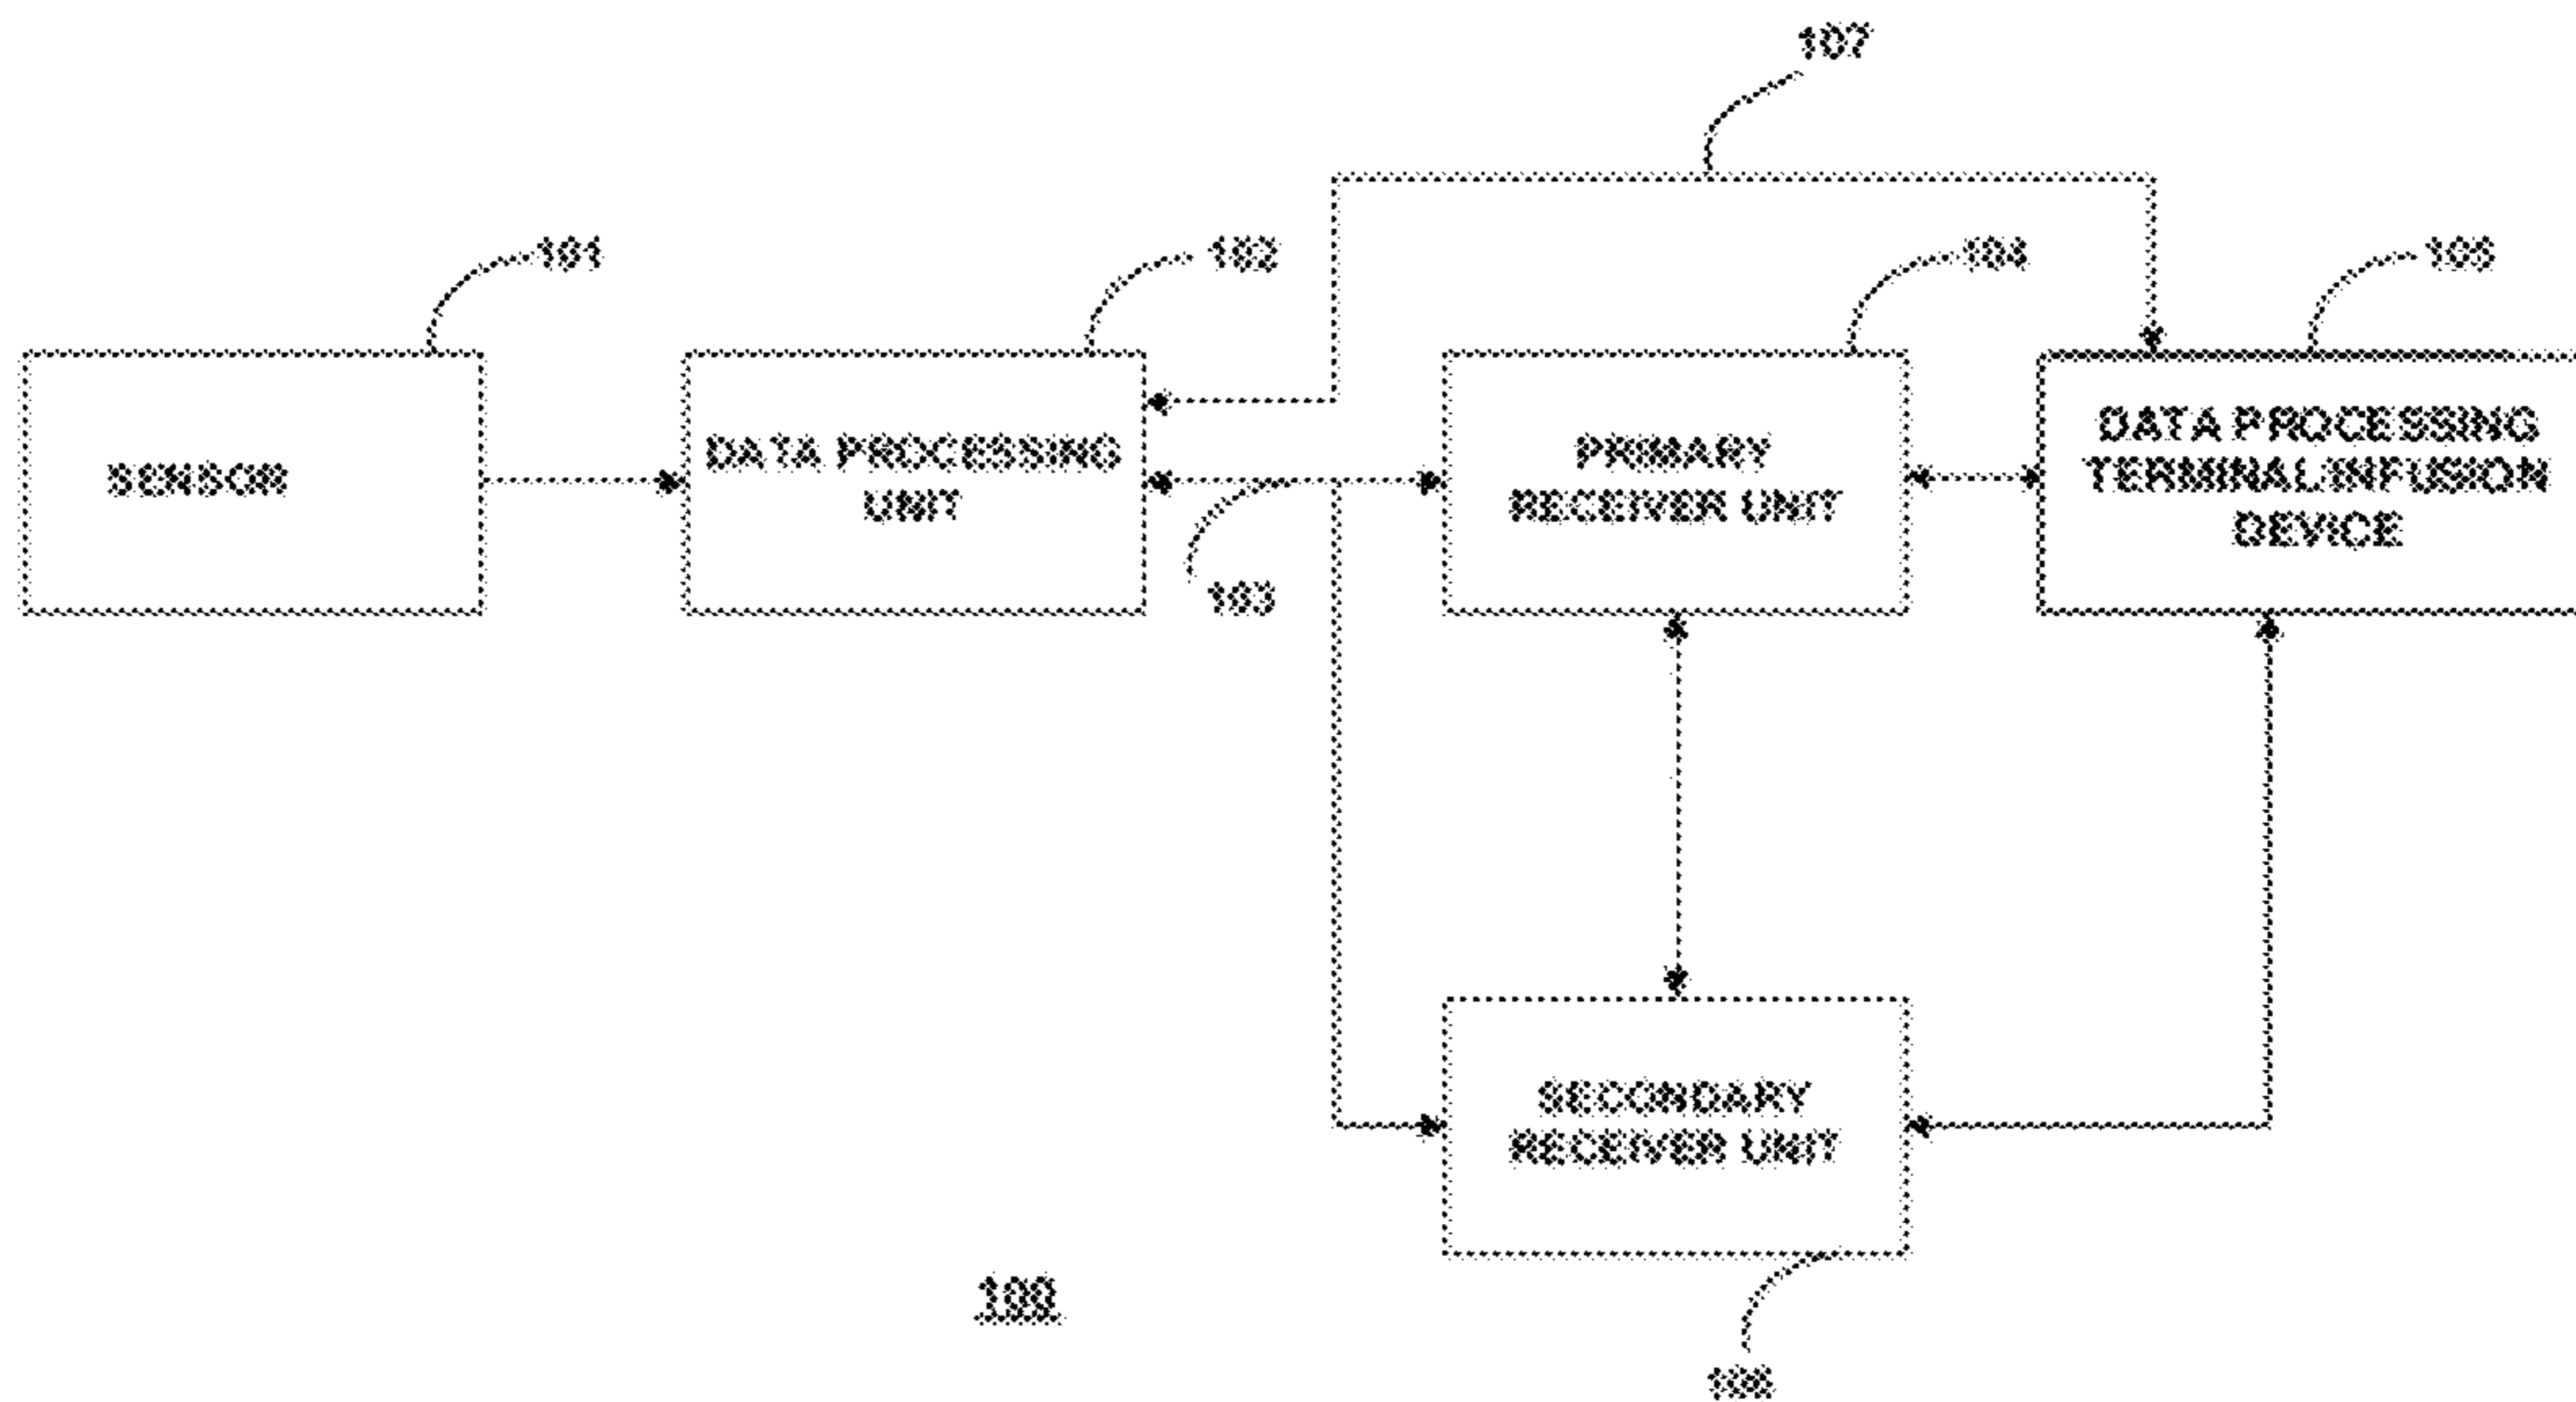 107
101
102
104
105
SENSOR
DATA PROCESSING
UNIT
PRIMARY
RECEIVER UNIT
DATA PROCESSING
TERMINAL/INFUSION
DEVICE
103
SECONDARY
RECEIVER UNIT
100
106